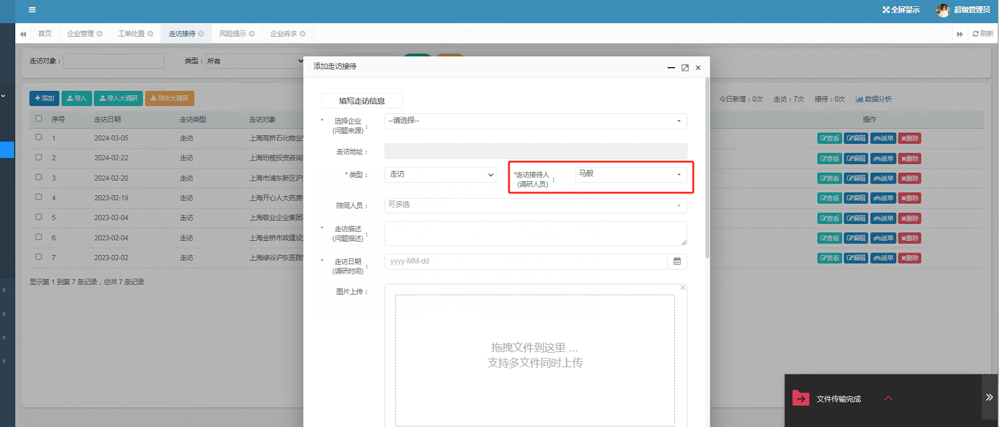 全屏显示 超级管理员
首页 企业管理 工单处置 走访接待 风险提示 企业诉求 刷新
走访对象： 类型： 所有
添加走访接待
添加 导入 导入大调研 导出大调研
今日新增：0次 走访：7次 接待：0次 数据分析
序号 走访日期 走访类型 走访对象 操作
1 2024-03-05 走访 上海高桥石化物业 查看 编辑 派单 删除
2 2024-02-22 走访 上海玢榄投资咨询 查看 编辑 派单 删除
3 2024-02-20 走访 上海市浦东新区沪 查看 编辑 派单 删除
4 2023-02-19 走访 上海开心人大药房 查看 编辑 派单 删除
5 2023-02-04 走访 上海敬业企业集团 查看 编辑 派单 删除
6 2023-02-04 走访 上海金桥市政建设 查看 编辑 派单 删除
7 2023-02-02 走访 上海绿谷沪东医院 查看 编辑 派单 删除
显示第 1 到第 7 条记录，总共 7 条记录
填写走访信息
* 选择企业
(问题来源)： --请选择--
走访地址：
* 类型： 走访
*走访接待人
(调研人员)： 马毅
陪同人员： 可多选
* 走访描述
(问题描述)：
* 走访日期
(调研时间)： yyyy-MM-dd
图片上传：
拖拽文件到这里 …
支持多文件同时上传
文件传输完成